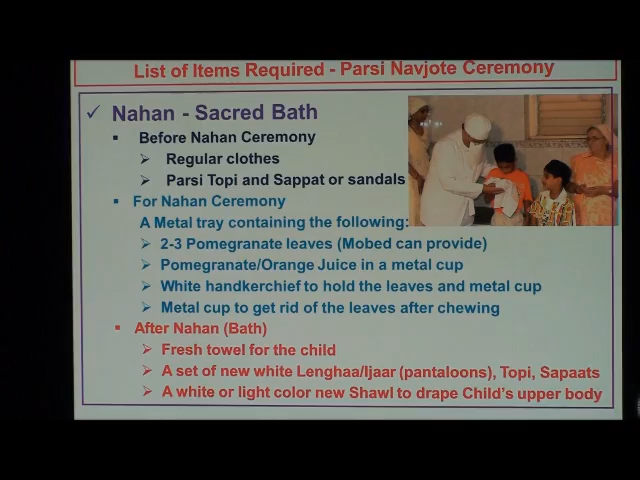 List of Items Required - Parsi Navjote Ceremony
Nahan - Sacred Bath
Before Nahan Ceremony
Regular clothes
Parsi Topi and Sappat or sandals
For Nahan Ceremony
A Metal tray containing the following:
2-3 Pomegranate leaves (Mobed can provide)
Pomegranate/Orange Juice in a metal cup
White handkerchief to hold the leaves and metal cup
Metal cup to get rid of the leaves after chewing
After Nahan (Bath)
Fresh towel for the child
A set of new white Lenghaa/Ijaar (pantaloons), Topi, Sapaats
A white or light color new Shawl to drape Child's upper body